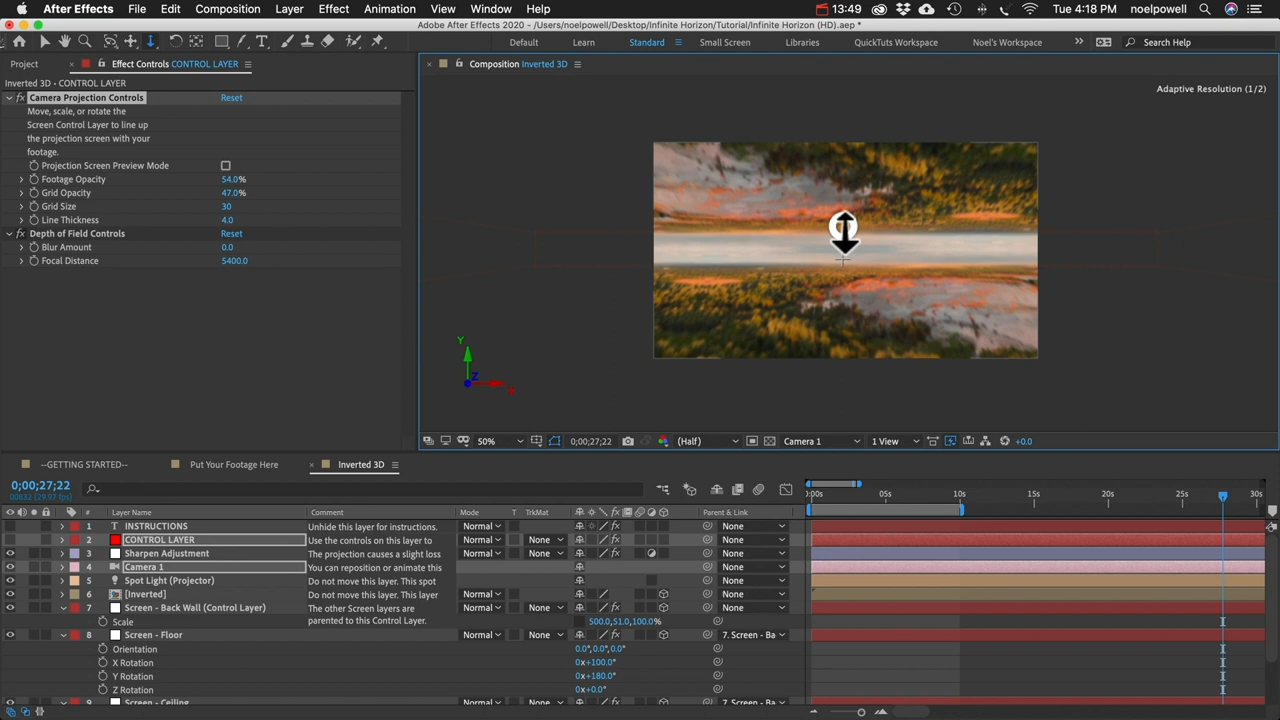 After Effects File Edit Composition Layer Effect Animation View Window Help 13:49 Tue 4:18 PM noelpowell
Adobe After Effects 2020 - /Users/noelpowell/Desktop/Infinite Horizon/Tutorial/Infinite Horizon (HD).aep *
Default Learn Standard Small Screen Libraries QuickTuts Workspace Noel's Workspace Search Help
Project Effect Controls CONTROL LAYER
Composition Inverted 3D
Inverted 3D • CONTROL LAYER
Adaptive Resolution (1/2)
fx Camera Projection Controls Reset
Move, scale, or rotate the
Screen Control Layer to line up
the projection screen with your
footage.
Projection Screen Preview Mode
Footage Opacity 54.0%
Grid Opacity 47.0%
Grid Size 30
Line Thickness 4.0
fx Depth of Field Controls Reset
Blur Amount 0.0
Focal Distance 5400.0
Y
Z
X
50% 0;00;27;22 (Half) Camera 1 1 View +0.0
--GETTING STARTED-- Put Your Footage Here Inverted 3D
0;00;27;22
00832 (29.97 fps)
0:00s 05s 10s 15s 20s 25s 30s
# Layer Name Comment Mode T TrkMat Parent & Link
1 T INSTRUCTIONS Unhide this layer for instructions. Normal None
2 CONTROL LAYER Use the controls on this layer to Normal None None
3 Sharpen Adjustment The projection causes a slight loss Normal None None
4 Camera 1 You can reposition or animate this None
5 Spot Light (Projector) Do not move this layer. This spot None
6 [Inverted] Do not move this layer. This layer Normal None None
7 Screen - Back Wall (Control Layer) The other Screen layers are Normal None None
Scale parented to this Control Layer. 500.0,51.0,100.0%
8 Screen - Floor Normal None 7. Screen - Ba
Orientation 0.0°,0.0°,0.0°
X Rotation 0x+100.0°
Y Rotation 0x+180.0°
Z Rotation 0x+0.0°
Screen - Ceiling Normal None 7. Screen - Ba